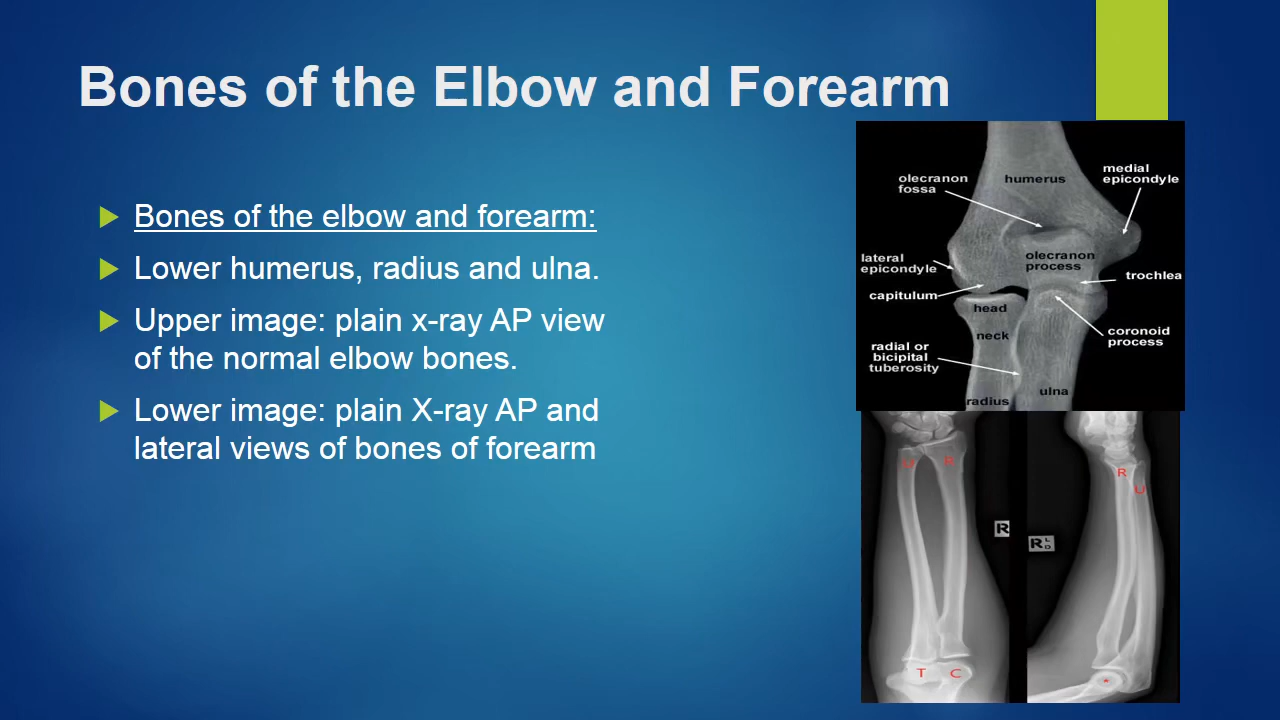 Bones of the Elbow and Forearm
Bones of the elbow and forearm:
Lower humerus, radius and ulna.
Upper image: plain x-ray AP view
of the normal elbow bones.
Lower image: plain X-ray AP and
lateral views of bones of forearm
olecranon
fossa
humerus
medial
epicondyle
lateral
epicondyle
olecranon
process
trochlea
capitulum
head
neck
coronoid
process
radial or
bicipital
tuberosity
ulna
radius
U R
R
U
R
R L
D
T C